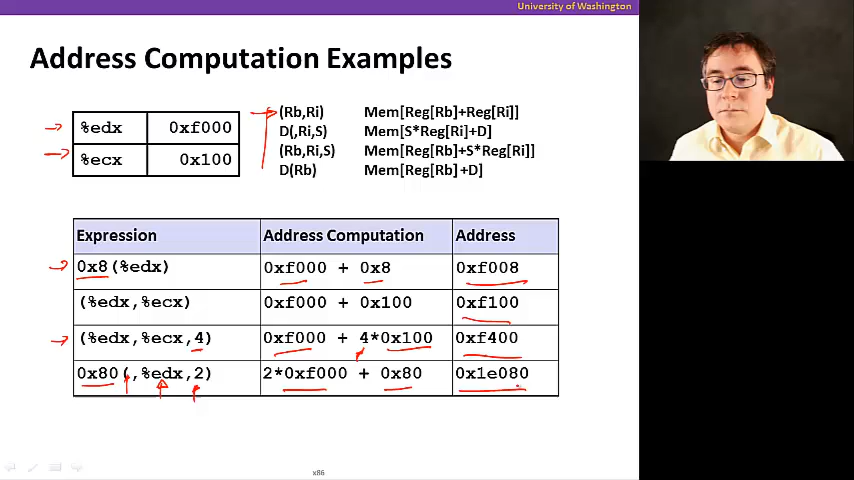 University of Washington
Address Computation Examples
%edx 0xf000
%ecx 0x100
(Rb,Ri) Mem[Reg[Rb]+Reg[Ri]]
D(,Ri,S) Mem[S*Reg[Ri]+D]
(Rb,Ri,S) Mem[Reg[Rb]+S*Reg[Ri]]
D(Rb) Mem[Reg[Rb] +D]
Expression Address Computation Address
0x8(%edx) 0xf000 + 0x8 0xf008
(%edx,%ecx) 0xf000 + 0x100 0xf100
(%edx,%ecx,4) 0xf000 + 4*0x100 0xf400
0x80(,%edx,2) 2*0xf000 + 0x80 0x1e080
x86